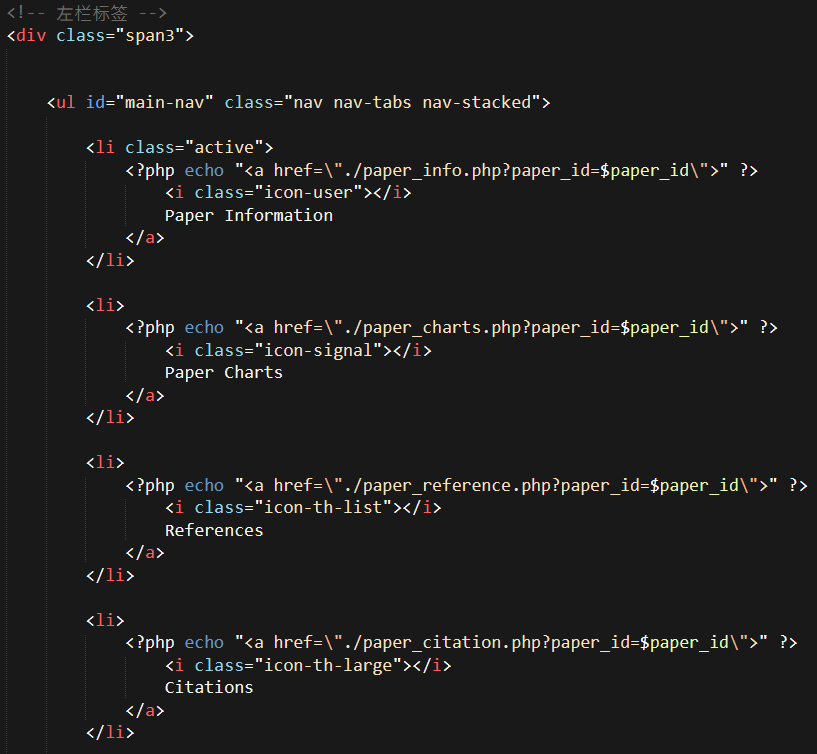 <!-- 左栏标签 -->
<div class="span3">
<ul id="main-nav" class="nav nav-tabs nav-stacked">
<li class="active">
<?php echo "<a href=\"./paper_info.php?paper_id=$paper_id\">" ?>
<i class="icon-user"></i>
Paper Information
</a>
</li>
<li>
<?php echo "<a href=\"./paper_charts.php?paper_id=$paper_id\">" ?>
<i class="icon-signal"></i>
Paper Charts
</a>
</li>
<li>
<?php echo "<a href=\"./paper_reference.php?paper_id=$paper_id\">" ?>
<i class="icon-th-list"></i>
References
</a>
</li>
<li>
<?php echo "<a href=\"./paper_citation.php?paper_id=$paper_id\">" ?>
<i class="icon-th-large"></i>
Citations
</a>
</li>